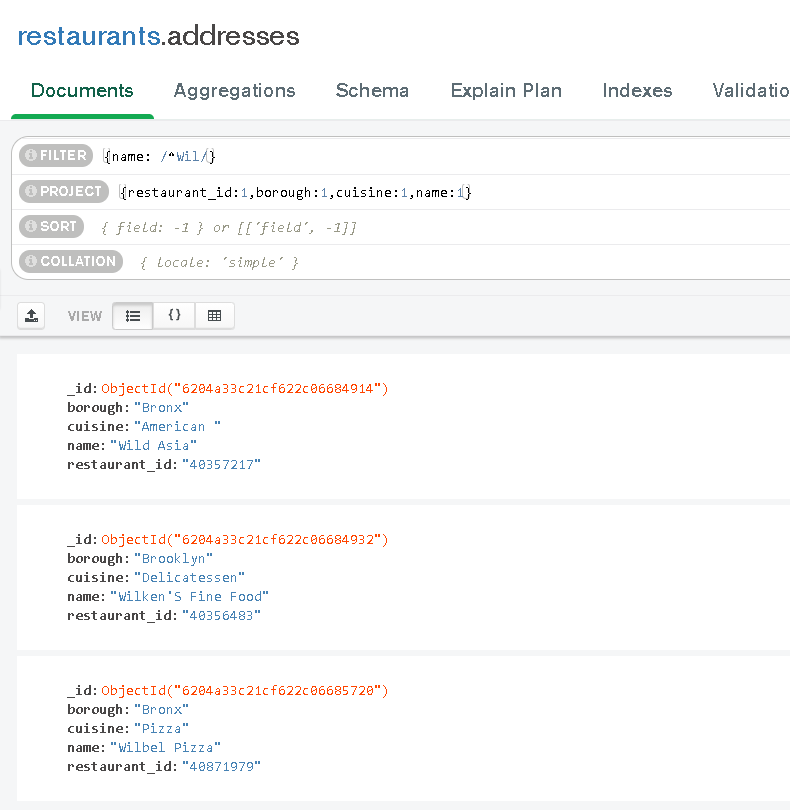 restaurants.addresses
Documents Aggregations Schema Explain Plan Indexes Validatio
FILTER {name: /^Wil/}
PROJECT {restaurant_id:1,borough:1,cuisine:1,name:1}
SORT { field: -1 } or [['field', -1]]
COLLATION { locale: 'simple' }
VIEW {}
_id: ObjectId("6204a33c21cf622c06684914")
borough: "Bronx"
cuisine: "American "
name: "Wild Asia"
restaurant_id: "40357217"
_id: ObjectId("6204a33c21cf622c06684932")
borough: "Brooklyn"
cuisine: "Delicatessen"
name: "Wilken'S Fine Food"
restaurant_id: "40356483"
_id: ObjectId("6204a33c21cf622c06685720")
borough: "Bronx"
cuisine: "Pizza"
name: "Wilbel Pizza"
restaurant_id: "40871979"